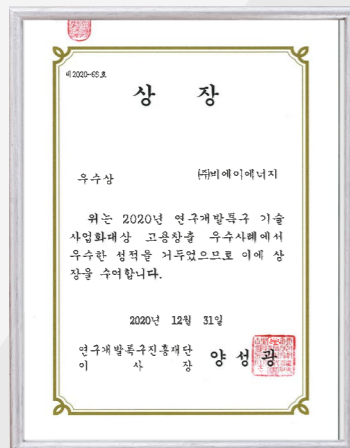 제2020-65호
상 장
우수상 (주)비에이에너지
위는 2020년 연구개발특구 기술
사업화대상 고용창출 우수사례에서
우수한 성적을 거두었으므로 이에 상
장을 수여합니다.
2020년 12월 31일
연구개발특구진흥재단
이 사 장 양 성 광